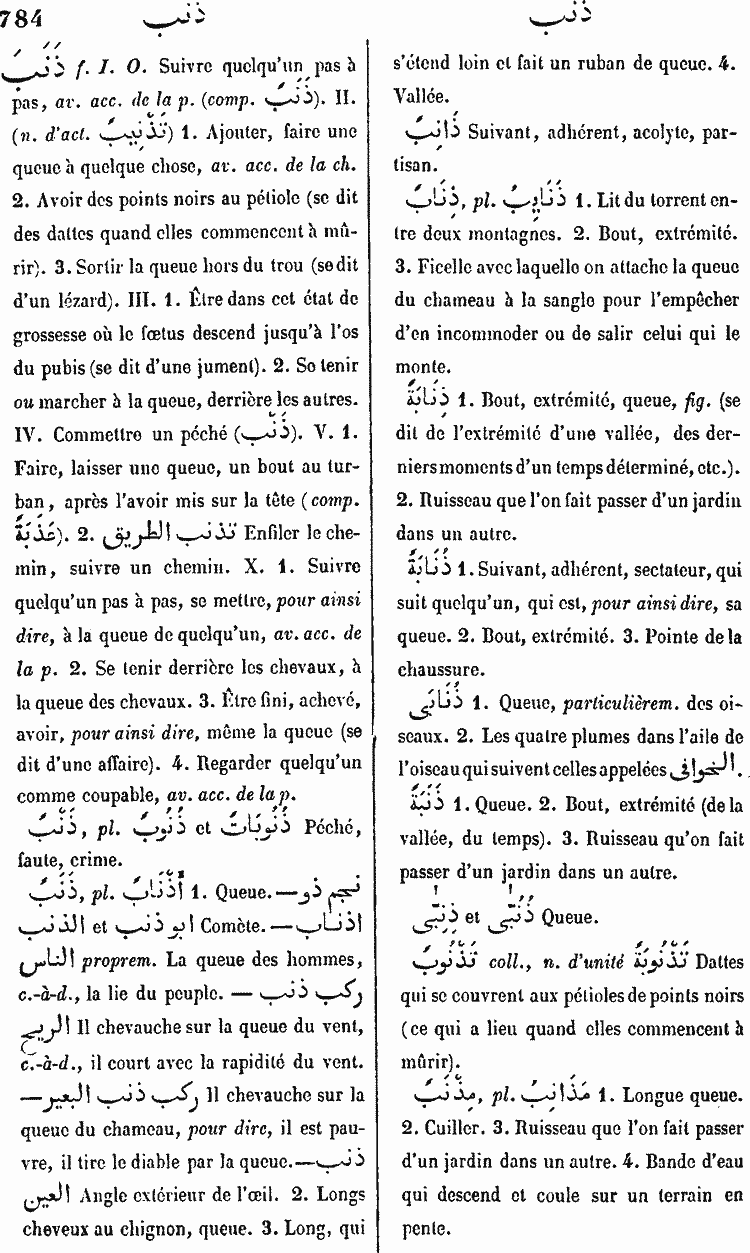 784 ذنب ذنب
ذَنَبَ f. I. O. Suivre quelqu'un pas à
pas, av. acc. de la p. (comp. ذَنَبٌ). II.
(n. d'act. تَذْنِيبٌ) 1. Ajouter, faire une
queue à quelque chose, av. acc. de la ch.
2. Avoir des points noirs au pétiole (se dit
des dattes quand elles commencent à mû-
rir). 3. Sortir la queue hors du trou (se dit
d'un lézard). III. 1. Être dans cet état de
grossesse où le fœtus descend jusqu'à l'os
du pubis (se dit d'une jument). 2. Se tenir
ou marcher à la queue, derrière les autres.
IV. Commettre un péché (ذَنْبٌ). V. 1.
Faire, laisser une queue, un bout au tur-
ban, après l'avoir mis sur la tête (comp.
عَذَبَةٌ). 2. تذنب الطريق Enfiler le che-
min, suivre un chemin. X. 1. Suivre
quelqu'un pas à pas, se mettre, pour ainsi
dire, à la queue de quelqu'un, av. acc. de
la p. 2. Se tenir derrière les chevaux, à
la queue des chevaux. 3. Être fini, achevé,
avoir, pour ainsi dire, même la queue (se
dit d'une affaire). 4. Regarder quelqu'un
comme coupable, av. acc. de la p.
ذَنْبٌ, pl. ذُنُوبٌ et ذُنُوبَاتٌ Péché,
faute, crime.
ذَنَبٌ, pl. أَذْنَابٌ 1. Queue. — نجم ذو
الذنب et ابو ذنب Comète. — اذناب
الناس proprem. La queue des hommes,
c.-à-d., la lie du peuple. — ركب ذنب
الريح Il chevauche sur la queue du vent,
c.-à-d., il court avec la rapidité du vent.
— ركب ذنب البعير Il chevauche sur la
queue du chameau, pour dire, il est pau-
vre, il tire le diable par la queue. — ذنب
العين Angle extérieur de l'œil. 2. Longs
cheveux au chignon, queue. 3. Long, qui
s'étend loin et fait un ruban de queue. 4.
Vallée.
ذَانِبٌ Suivant, adhérent, acolyte, par-
tisan.
ذِنَابٌ, pl. ذَنَايِبُ 1. Lit du torrent en-
tre deux montagnes. 2. Bout, extrémité.
3. Ficelle avec laquelle on attache la queue
du chameau à la sangle pour l'empêcher
d'en incommoder ou de salir celui qui le
monte.
ذِنَابَةٌ 1. Bout, extrémité, queue, fig. (se
dit de l'extrémité d'une vallée, des der-
niers moments d'un temps déterminé, etc.).
2. Ruisseau que l'on fait passer d'un jardin
dans un autre.
ذُنَابَةٌ 1. Suivant, adhérent, sectateur, qui
suit quelqu'un, qui est, pour ainsi dire, sa
queue. 2. Bout, extrémité. 3. Pointe de la
chaussure.
ذُنَابَى 1. Queue, particulièrem. des oi-
seaux. 2. Les quatre plumes dans l'aile de
l'oiseau qui suivent celles appelées الخوافى.
ذَنَبَةٌ 1. Queue. 2. Bout, extrémité (de la
vallée, du temps). 3. Ruisseau qu'on fait
passer d'un jardin dans un autre.
ذُنُبَّى et ذِنِبَّى Queue.
تَذْنُوبٌ coll., n. d'unité تَذْنُوبَةٌ Dattes
qui se couvrent aux pétioles de points noirs
(ce qui a lieu quand elles commencent à
mûrir).
مِذْنَبٌ, pl. مَذَانِبُ 1. Longue queue.
2. Cuiller. 3. Ruisseau que l'on fait passer
d'un jardin dans un autre. 4. Bande d'eau
qui descend et coule sur un terrain en
pente.